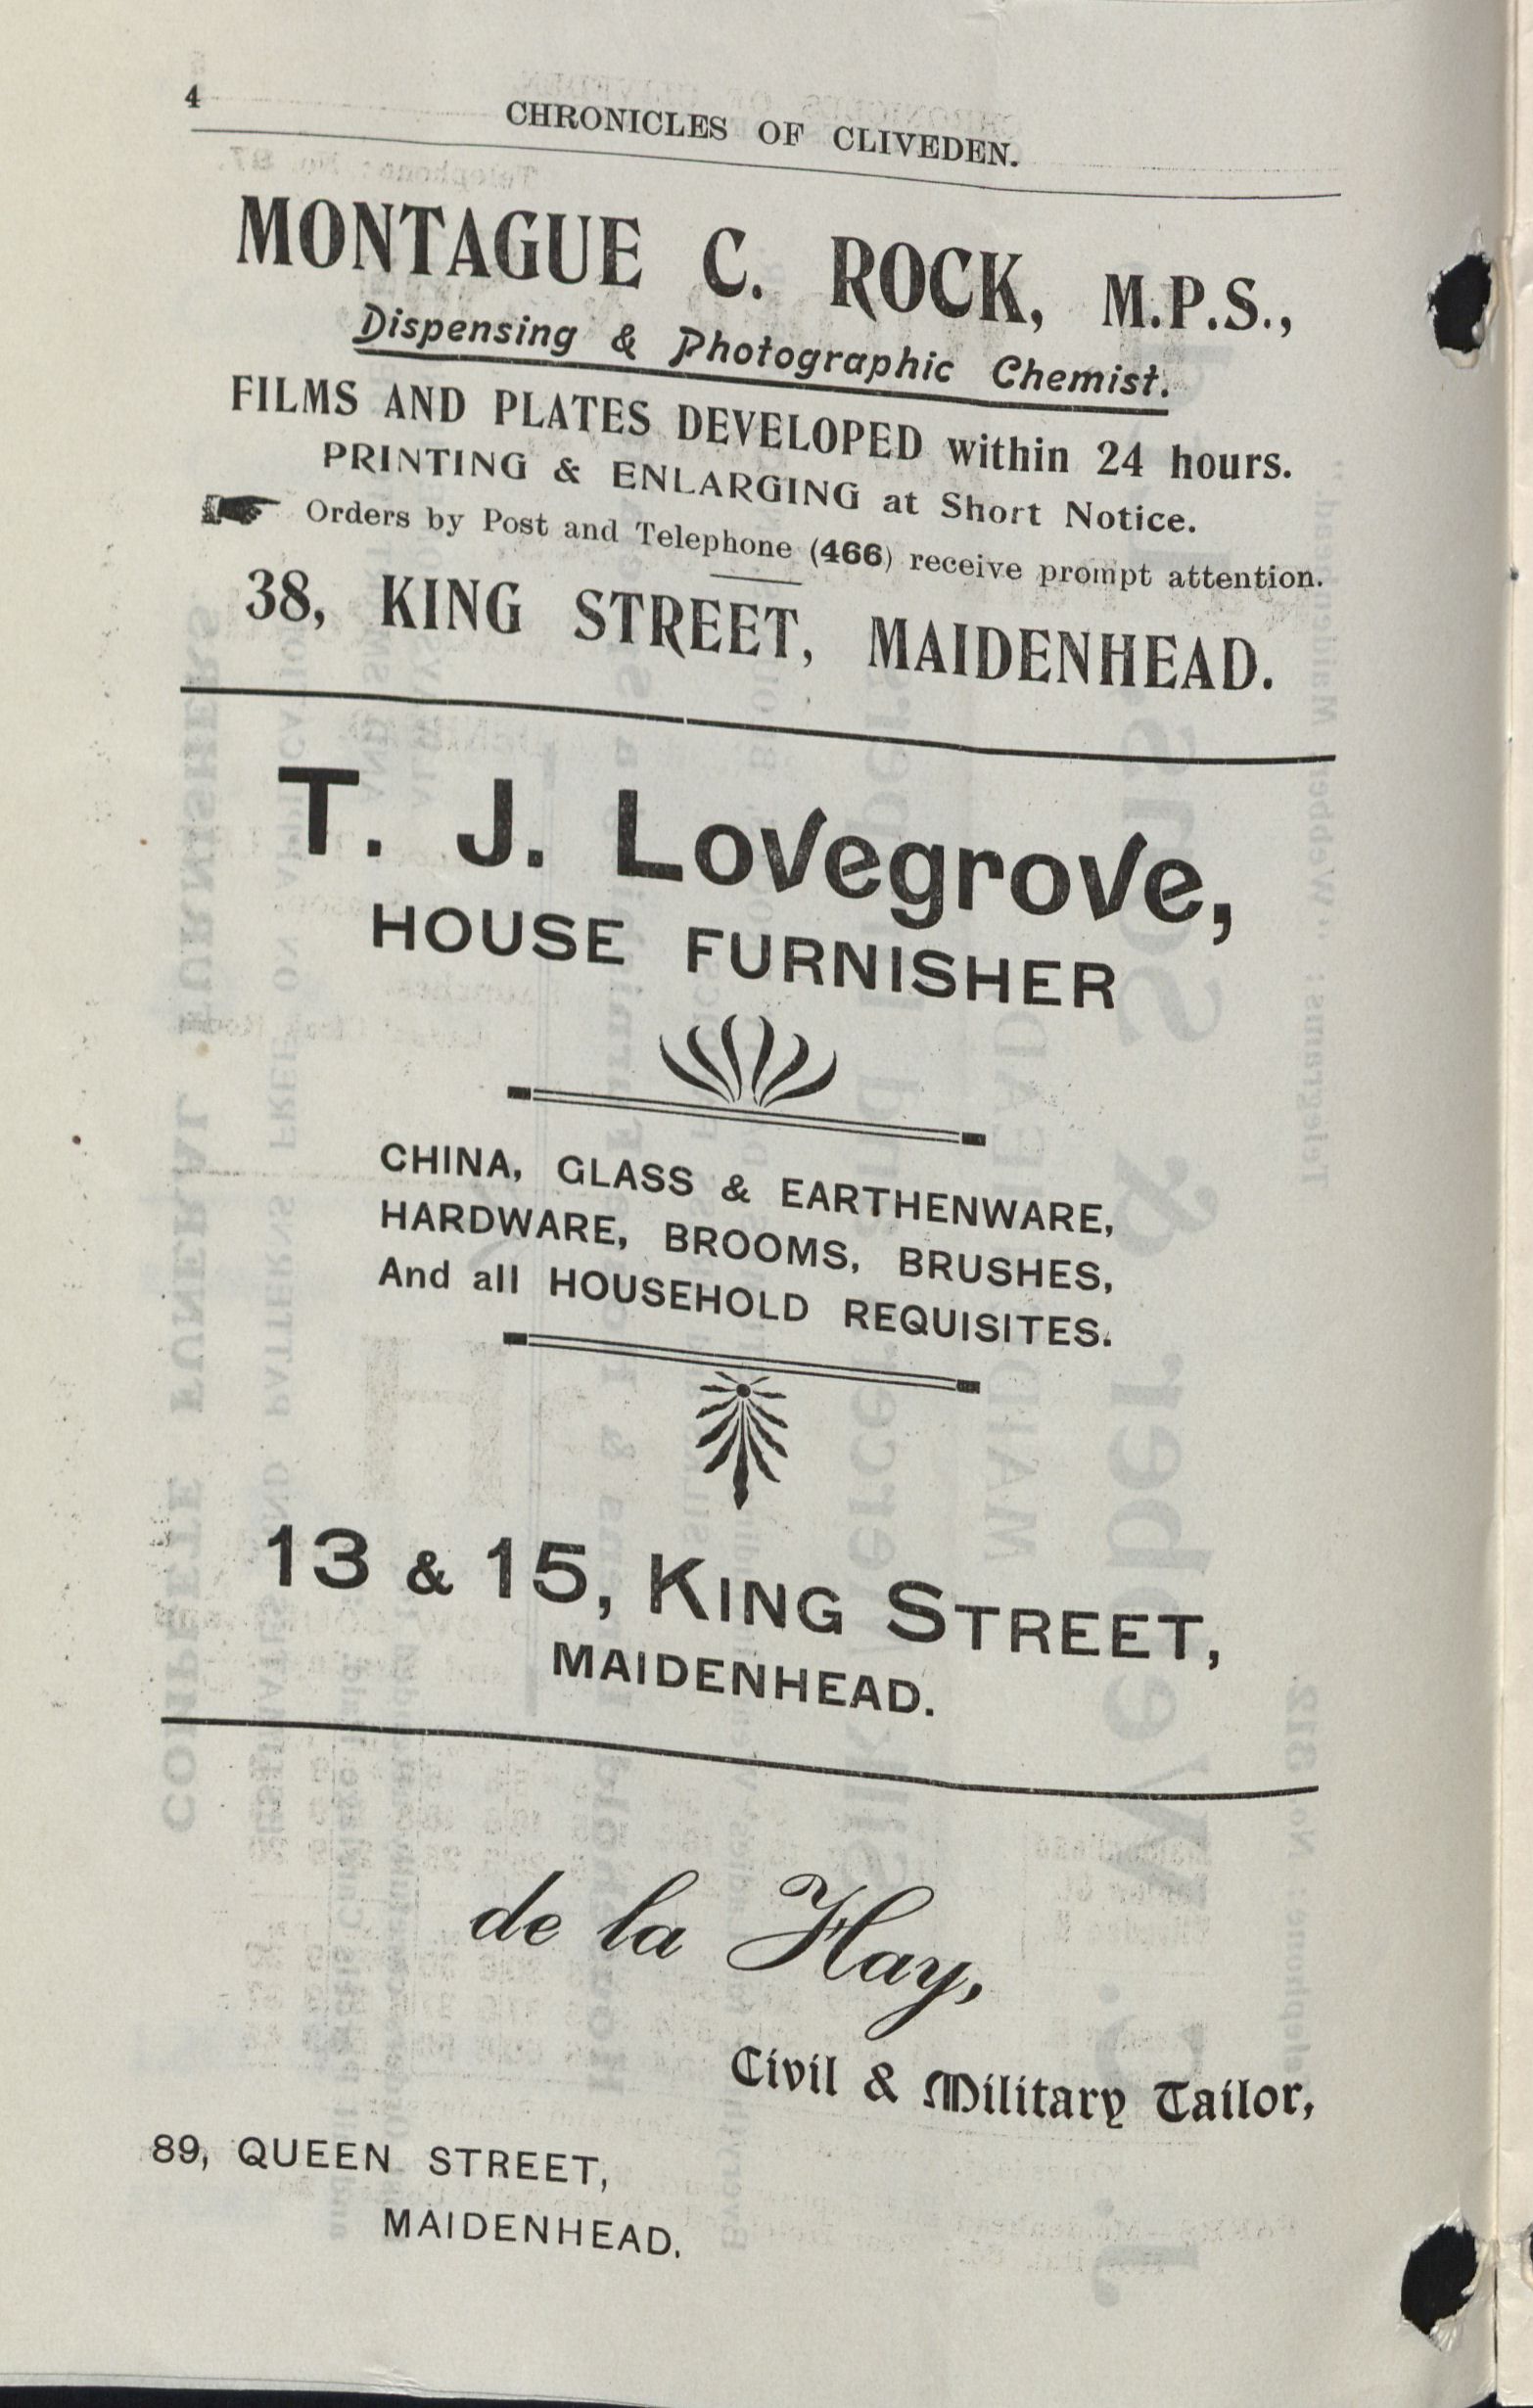 4
CHRONICLES OF CLIVEDEN.
MONTAGUE C. ROCK, M.P.S.,
Dispensing & Photographic Chemist.
FILMS AND PLATES DEVELOPED within 24 hours.
PRINTING & ENLARGING at Short Notice.
Orders by Post and Telephone (466) receive prompt attention.
38, KING STREET, MAIDENHEAD.
T. J. Lovegrove,
HOUSE FURNISHER
CHINA, GLASS & EARTHENWARE,
HARDWARE, BROOMS, BRUSHES,
And all HOUSEHOLD REQUISITES.
13 & 15, KING STREET,
MAIDENHEAD.
de la Hay,
Civil & Military Tailor,
89, QUEEN STREET,
MAIDENHEAD.